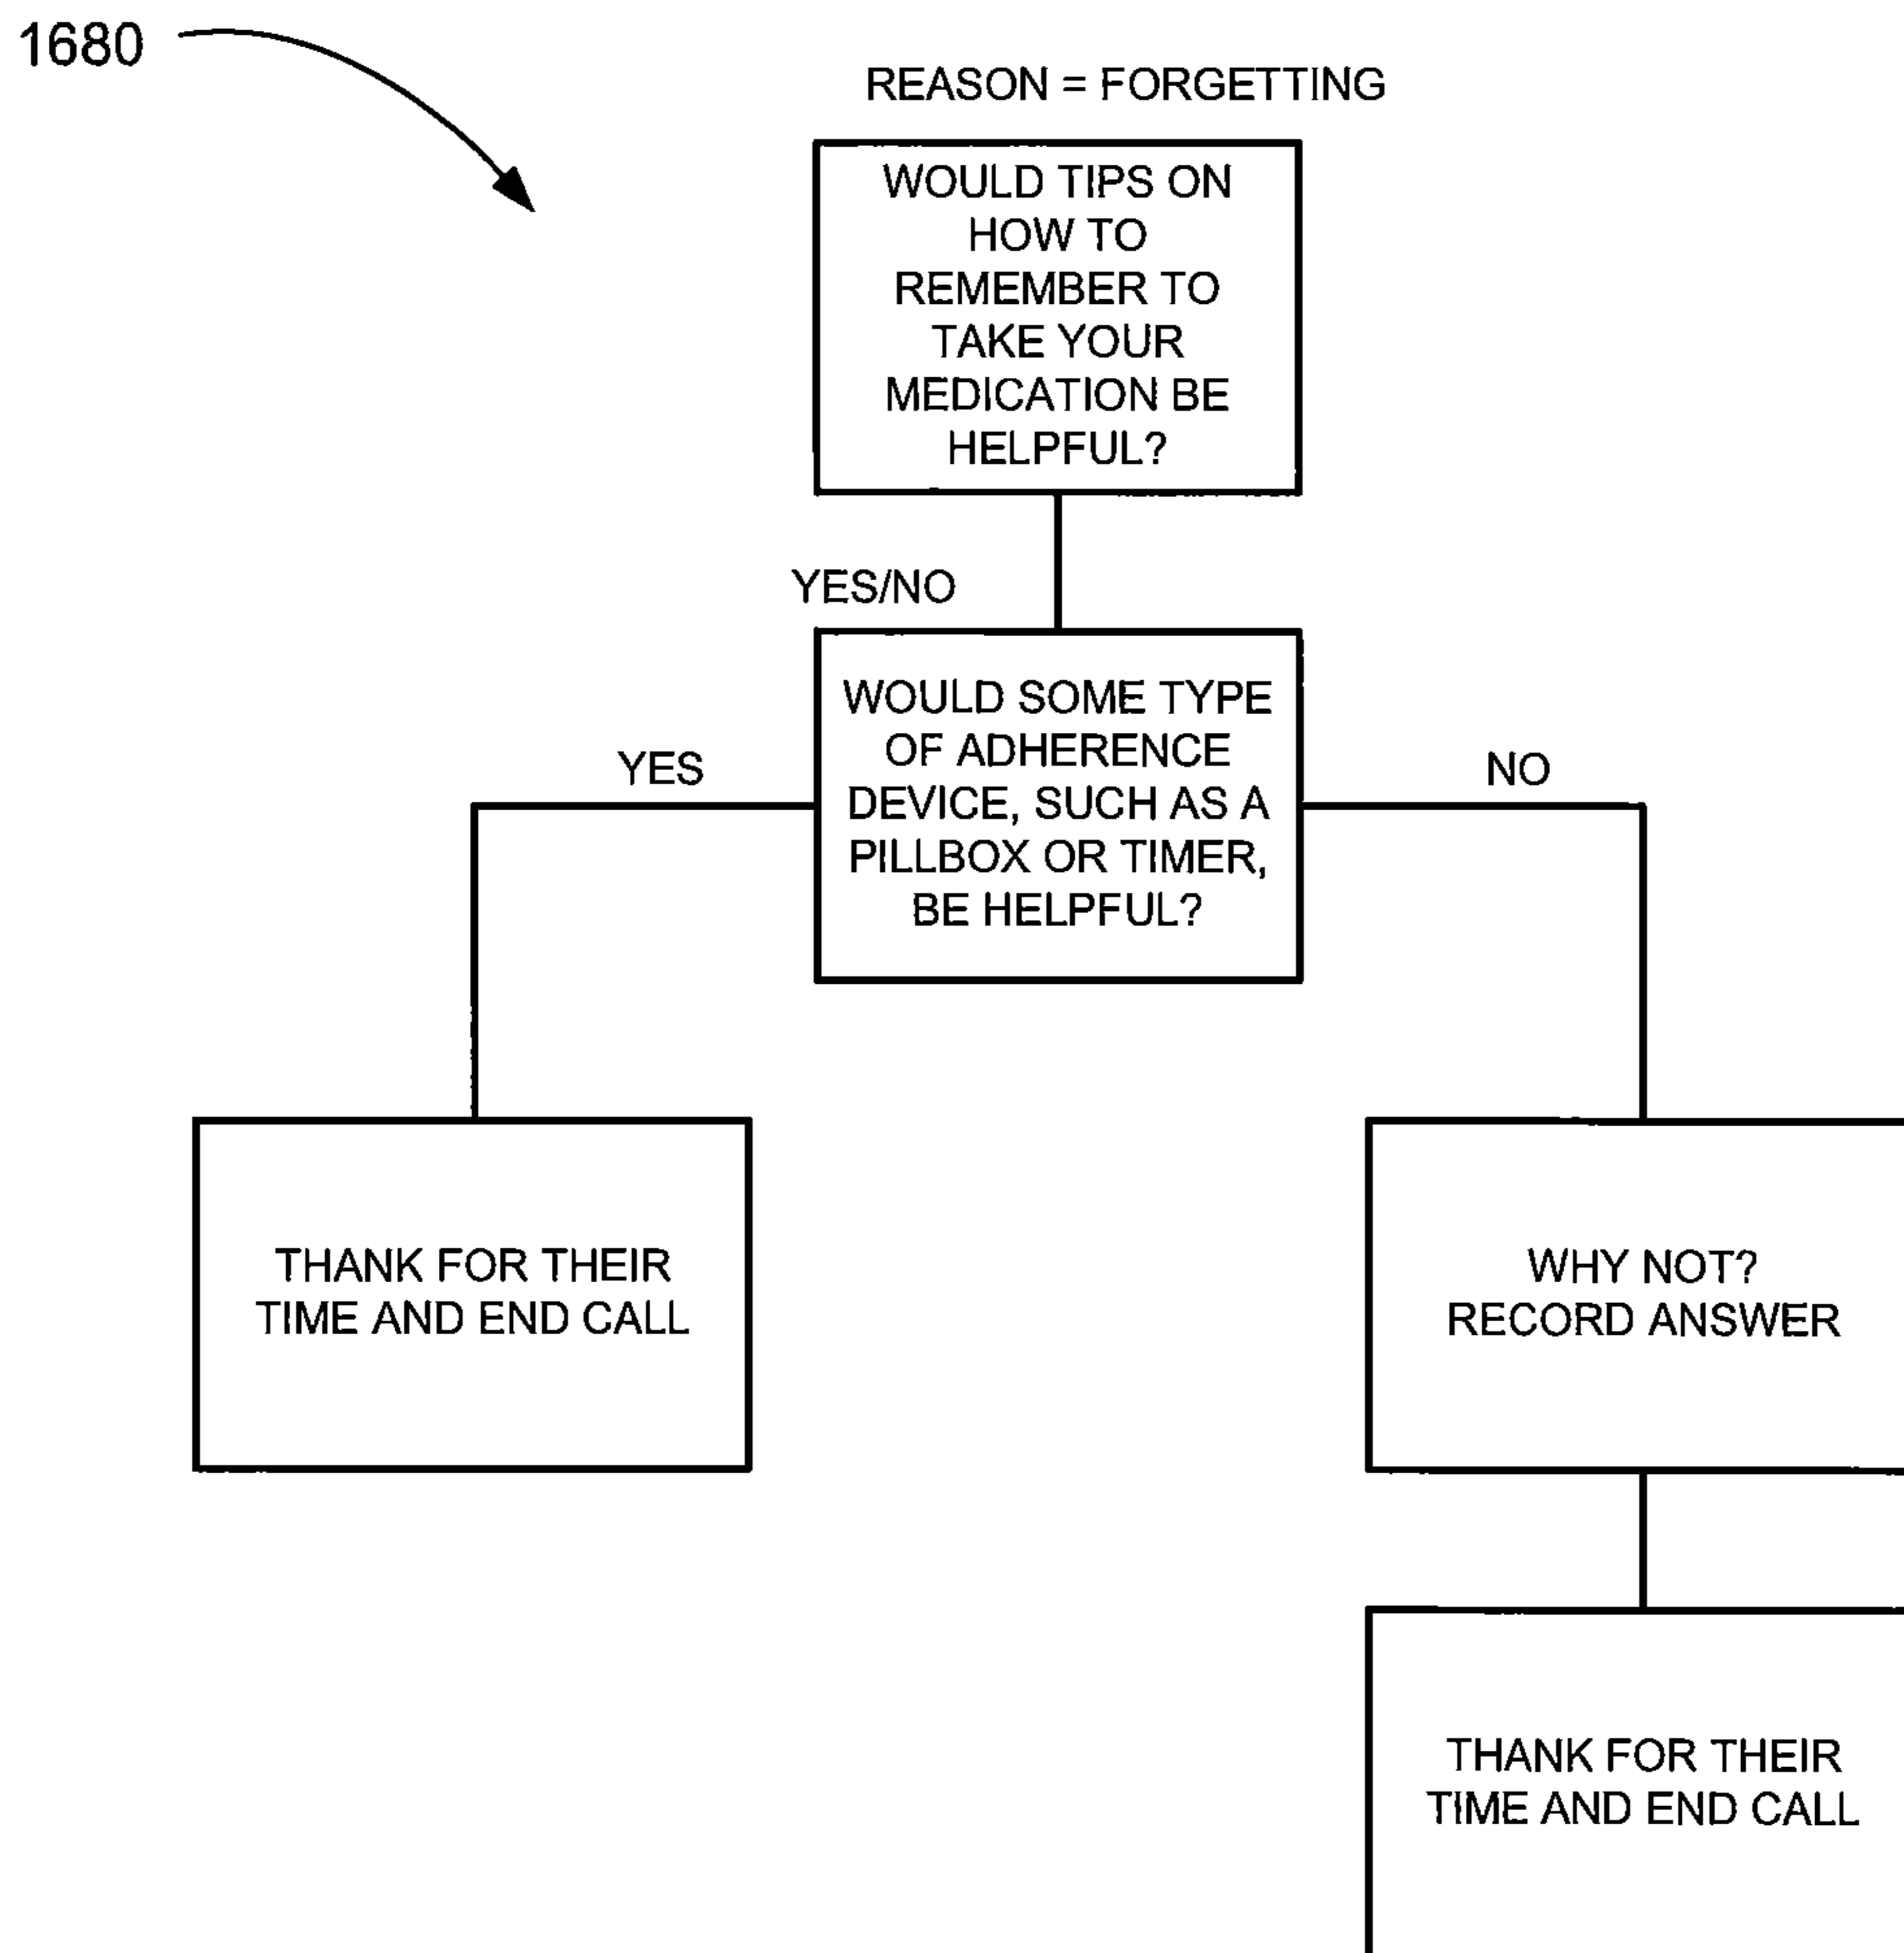 1680
REASON = FORGETTING
WOULD TIPS ON
HOW TO
REMEMBER TO
TAKE YOUR
MEDICATION BE
HELPFUL?
YES/NO
WOULD SOME TYPE
OF ADHERENCE
DEVICE, SUCH AS A
PILLBOX OR TIMER,
BE HELPFUL?
YES
NO
THANK FOR THEIR
TIME AND END CALL
WHY NOT?
RECORD ANSWER
THANK FOR THEIR
TIME AND END CALL